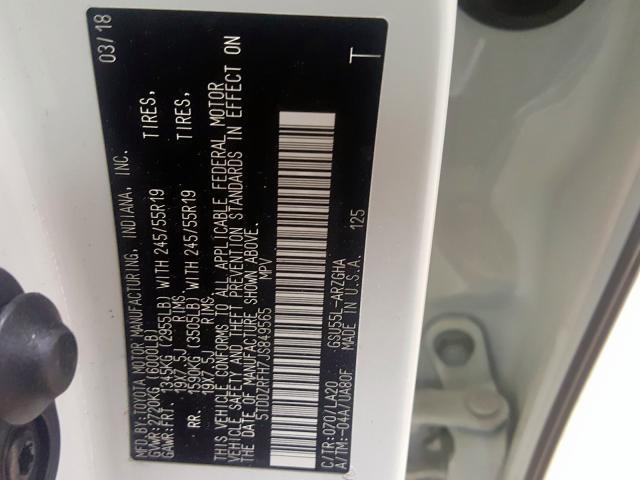 MFD.BY:TOYOTA MOTOR MANUFACTURING, INDIANA, INC. 03/18
GVWR:2720KG(6000LB)
GAWR:FR. 1345KG(2955LB) WITH 245/55R19 TIRES,
19X7.5J RIMS
RR. 1590KG(3505LB) WITH 245/55R19 TIRES,
19X7.5J RIMS
THIS VEHICLE CONFORMS TO ALL APPLICABLE FEDERAL MOTOR
VEHICLE SAFETY AND THEFT PREVENTION STANDARDS IN EFFECT ON
THE DATE OF MANUFACTURE SHOWN ABOVE.
5TDDZRFH7JS849565 MPV
C/TR:070/LA20 GSU55L-ARZGHA T
A/TM:-04A/UA80F MADE IN U.S.A. 125